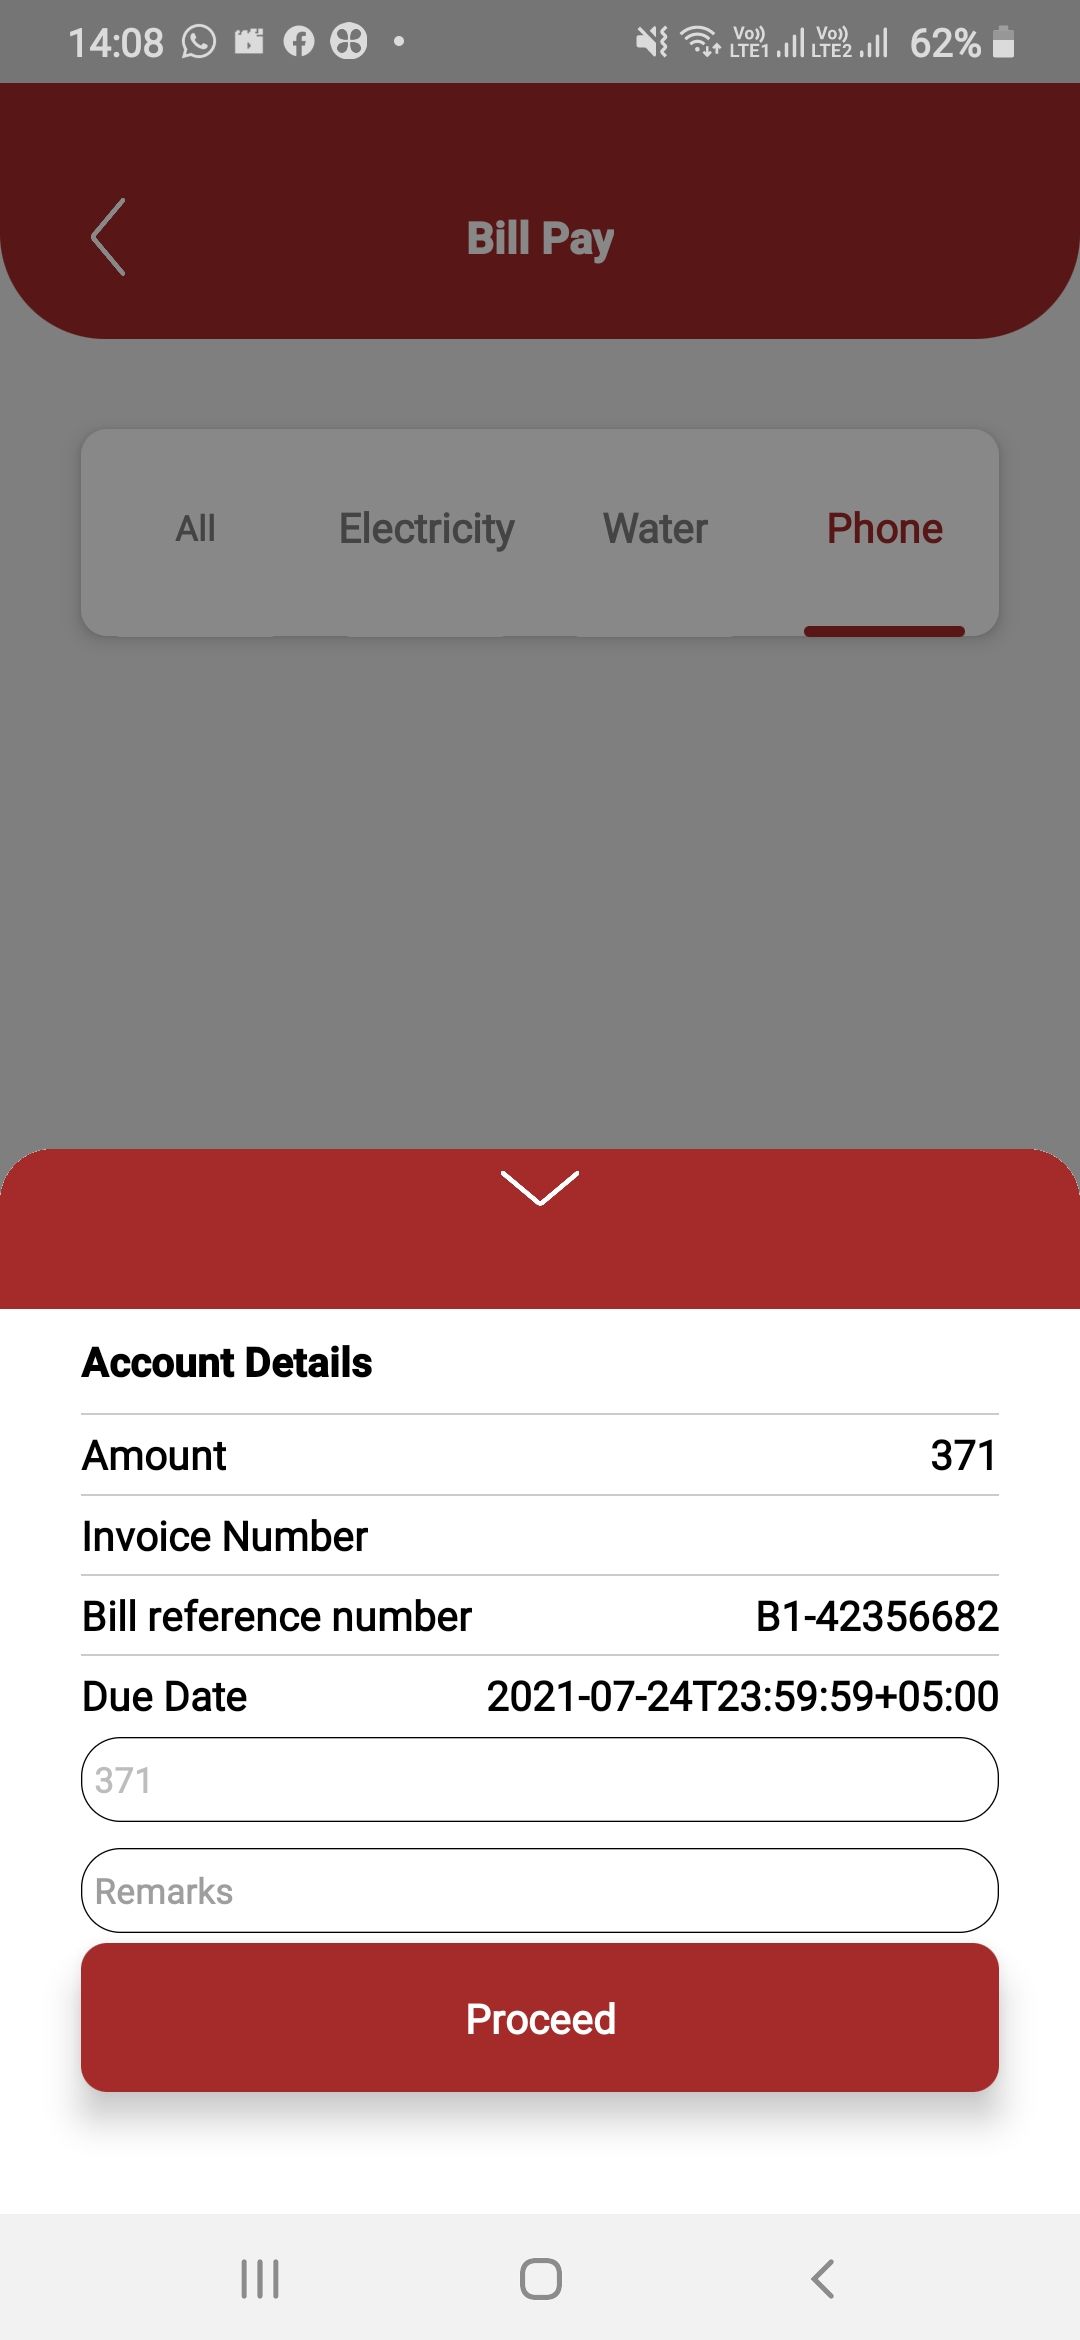 14:08 Vo)) LTE1 Vo)) LTE2 62%
Bill Pay
All Electricity Water Phone
Account Details
Amount 371
Invoice Number
Bill reference number B1-42356682
Due Date 2021-07-24T23:59:59+05:00
371
Remarks
Proceed